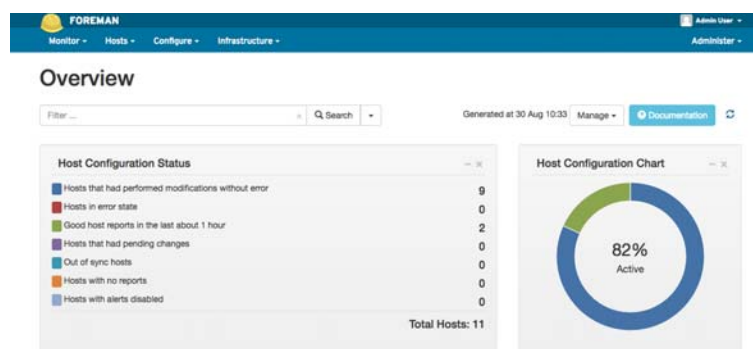 FOREMAN
Admin User
Monitor Hosts Configure Infrastructure
Administer
Overview
Filter ...
Search
Generated at 30 Aug 10:33
Manage
Documentation
Host Configuration Status
Hosts that had performed modifications without error 9
Hosts in error state 0
Good host reports in the last about 1 hour 2
Hosts that had pending changes 0
Out of sync hosts 0
Hosts with no reports 0
Hosts with alerts disabled 0
Total Hosts: 11
Host Configuration Chart
82%
Active